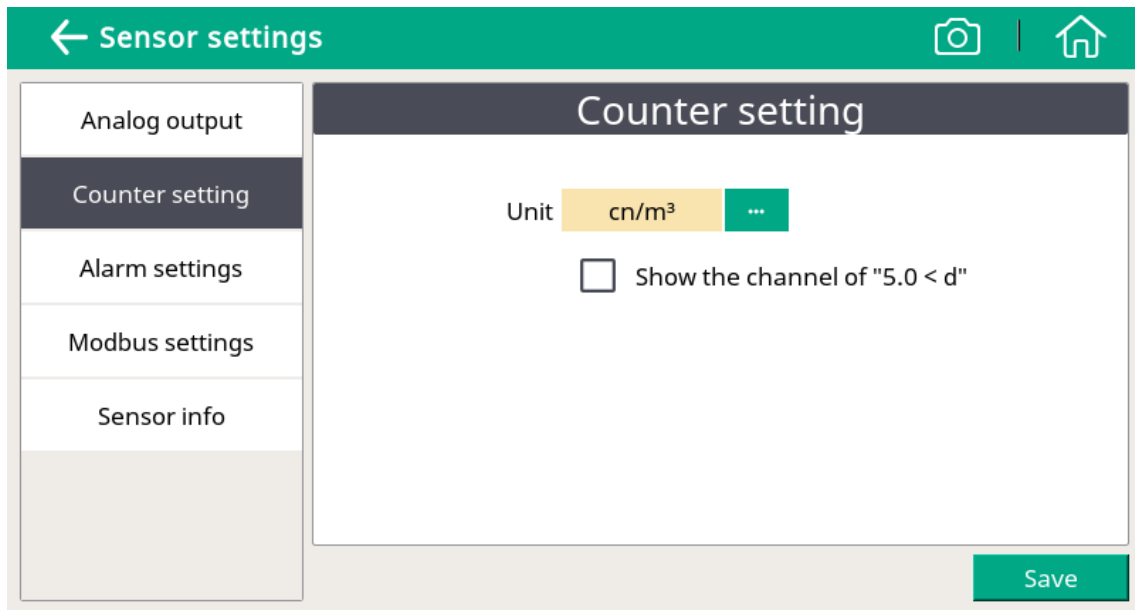 Sensor settings
Analog output
Counter setting
Alarm settings
Modbus settings
Sensor info
Counter setting
Unit cn/m³ ...
Show the channel of "5.0 < d"
Save